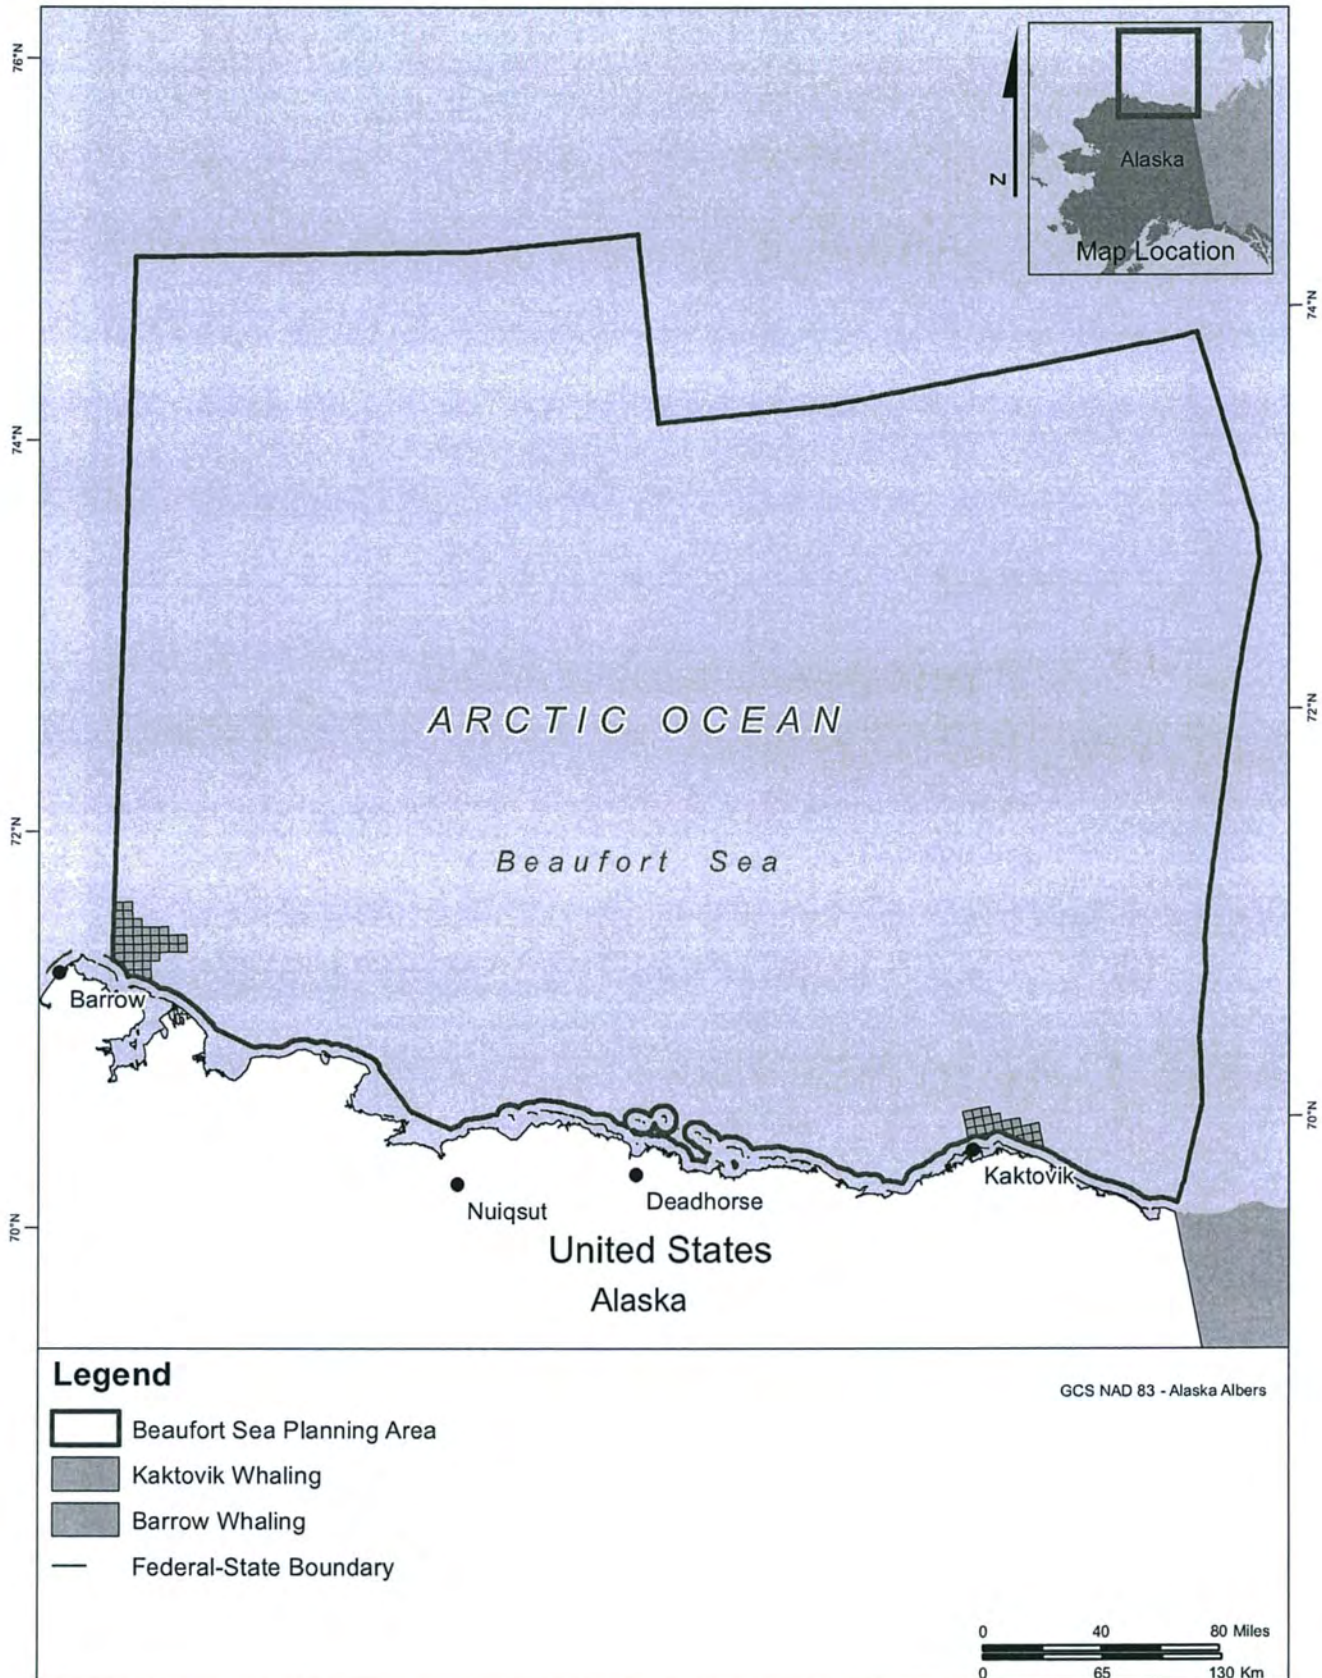 76°N
74°N
72°N
70°N
74°N
72°N
70°N
N
Alaska
Map Location
ARCTIC OCEAN
Beaufort Sea
Barrow
Nuiqsut
Deadhorse
Kaktovik
United States
Alaska
Legend
GCS NAD 83 - Alaska Albers
Beaufort Sea Planning Area
Kaktovik Whaling
Barrow Whaling
Federal-State Boundary
0 40 80 Miles
0 65 130 Km